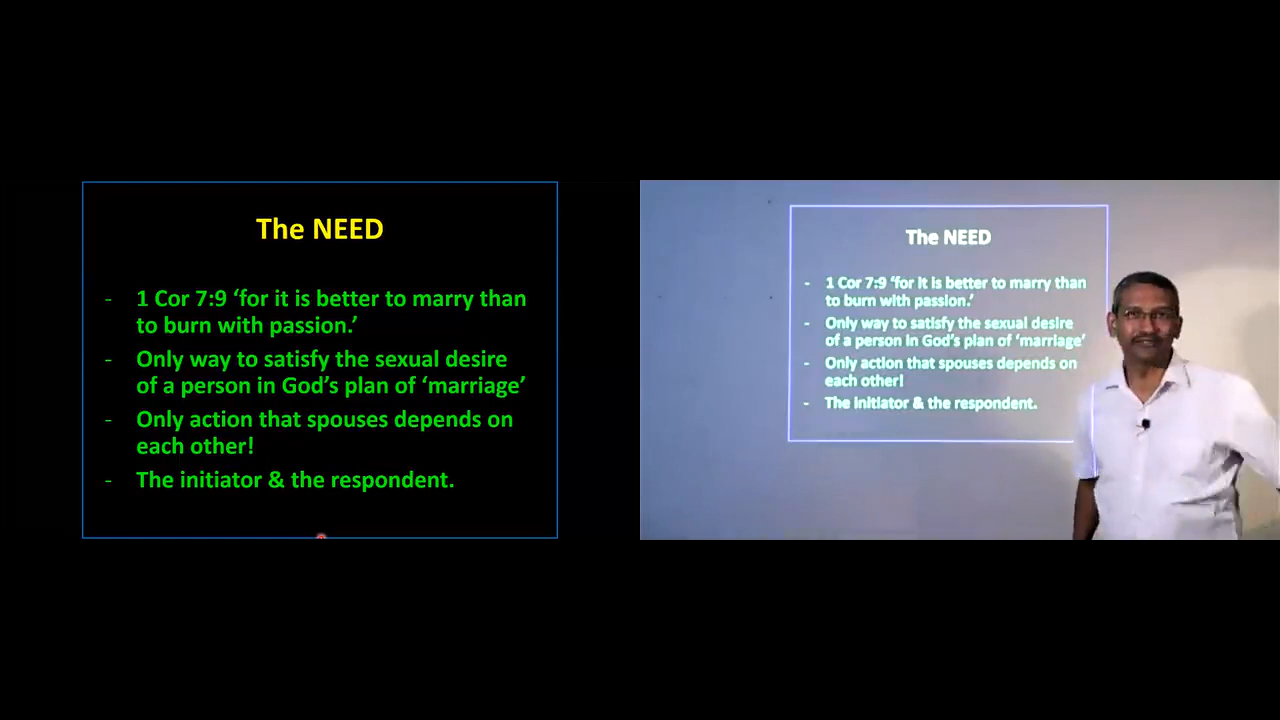 The NEED
- 1 Cor 7:9 ‘for it is better to marry than
to burn with passion.’
- Only way to satisfy the sexual desire
of a person in God’s plan of ‘marriage’
- Only action that spouses depends on
each other!
- The initiator & the respondent.
The NEED
- 1 Cor 7:9 ‘for it is better to marry than
to burn with passion.’
- Only way to satisfy the sexual desire
of a person in God’s plan of ‘marriage’
- Only action that spouses depends on
each other!
- The initiator & the respondent.